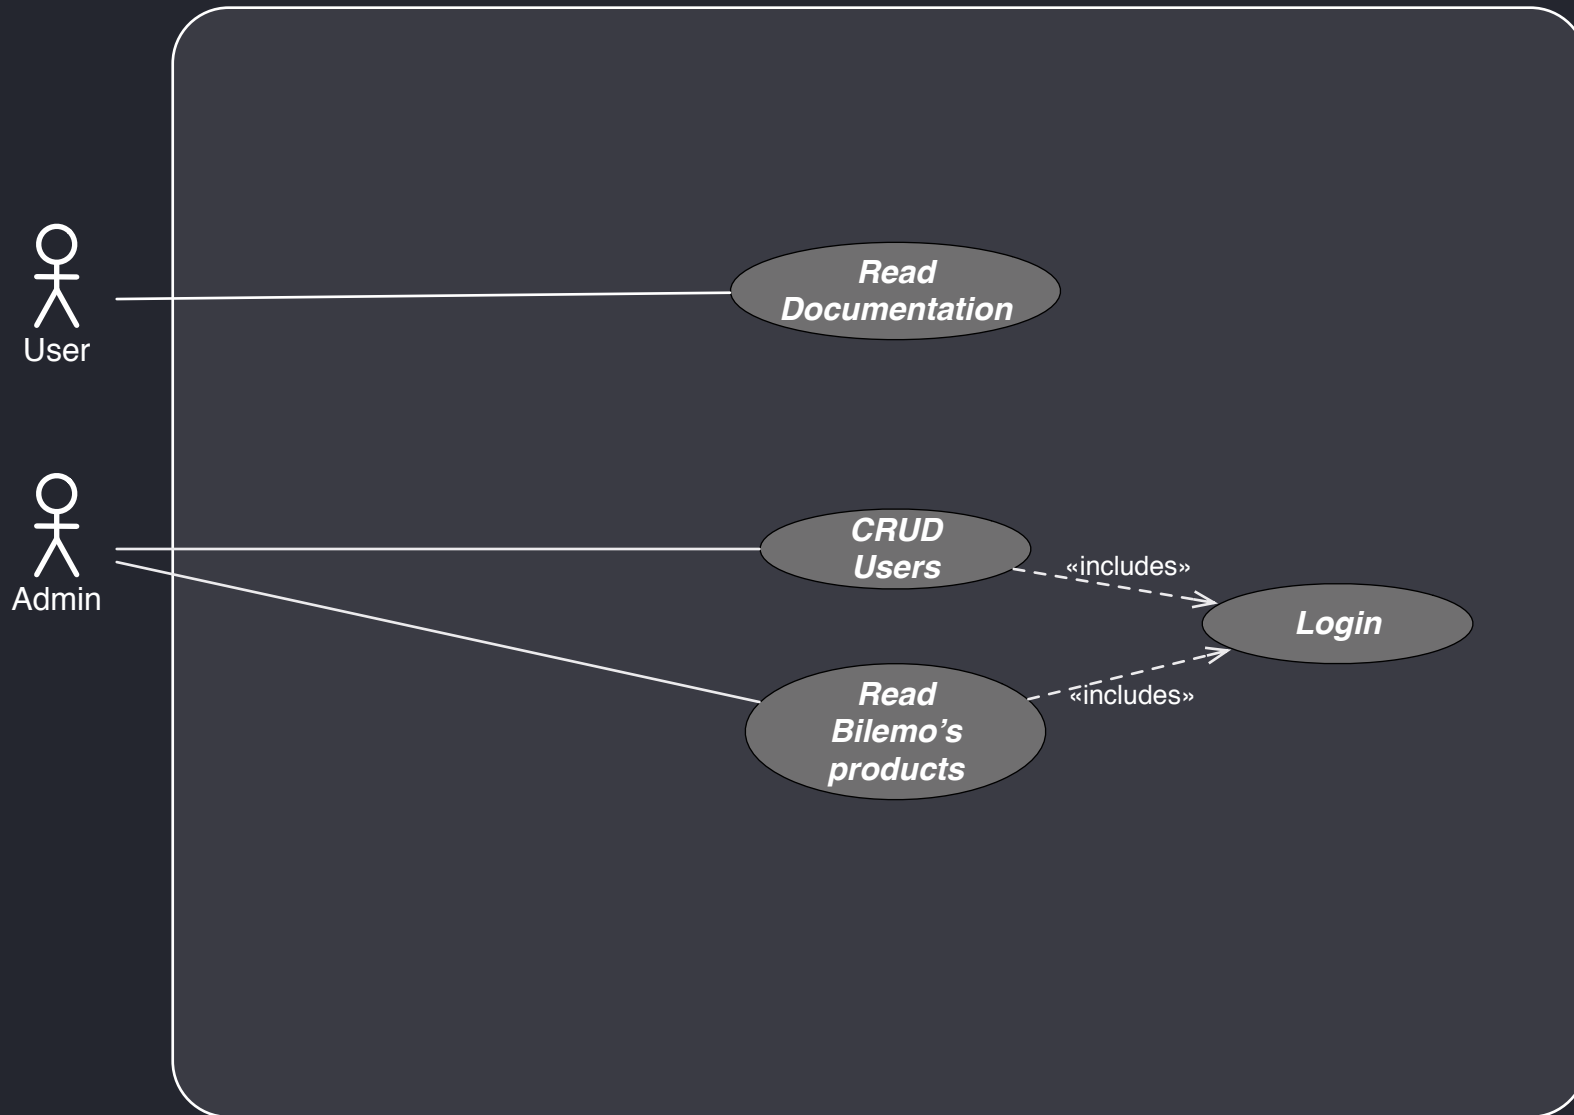 Read
Documentation
User
CRUD
Users
«includes»
Admin
Login
Read
Bilemo’s
products
«includes»